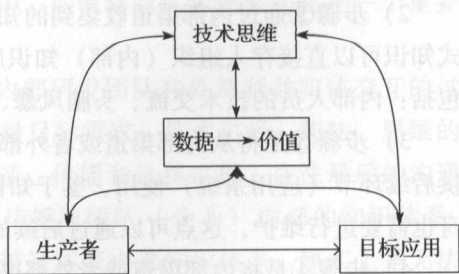 技术思维
数据 → 价值
生产者
目标应用